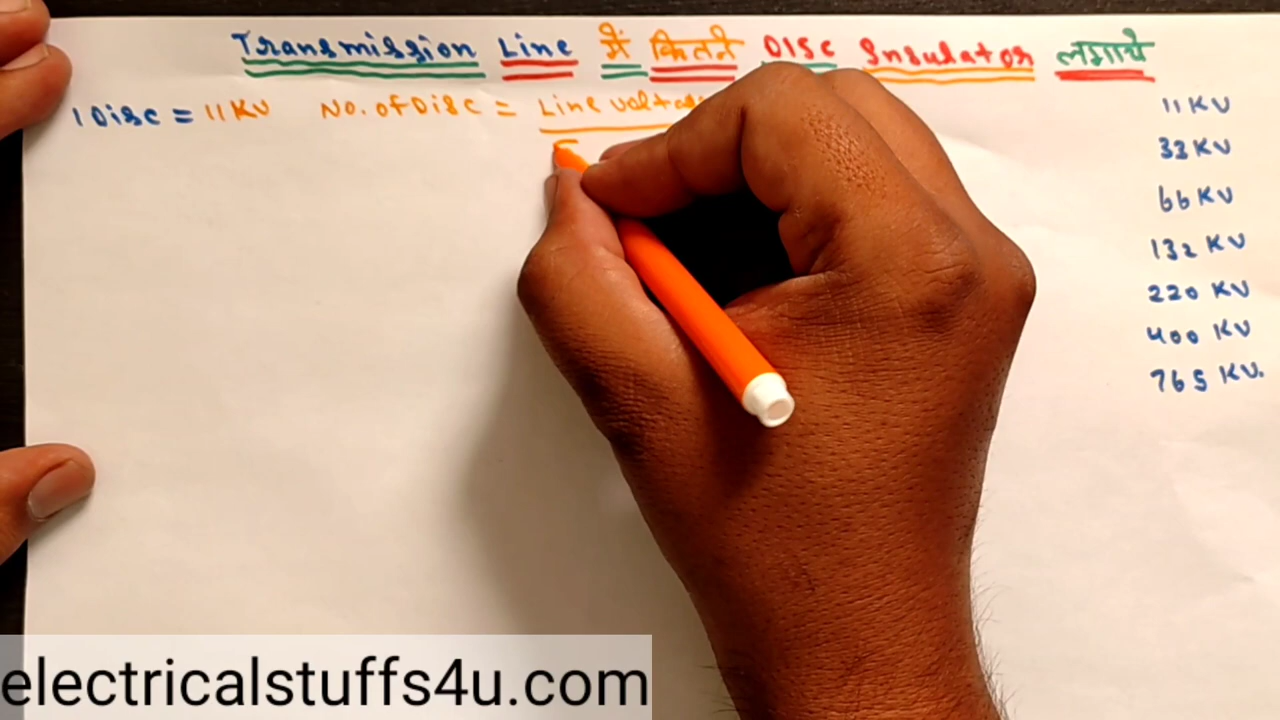 Transmission Line में कितने Disc Insulator लगाये
1 Disc = 11 KV No. of Disc = Line
11 KV
33 KV
66 KV
132 KV
220 KV
400 KV
765 KV.
electricalstuffs4u.com